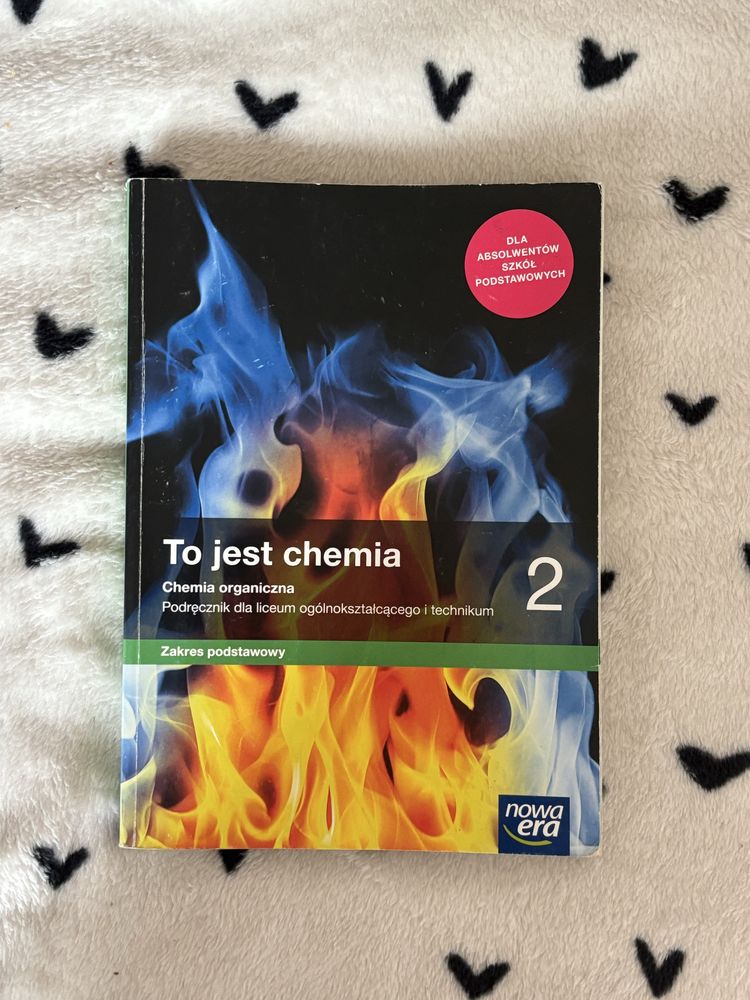 DLA
ABSOLWENTÓW
SZKÓŁ
PODSTAWOWYCH
To jest chemia
2
Chemia organiczna
Podręcznik dla liceum ogólnokształcącego i technikum
Zakres podstawowy
nowa
era